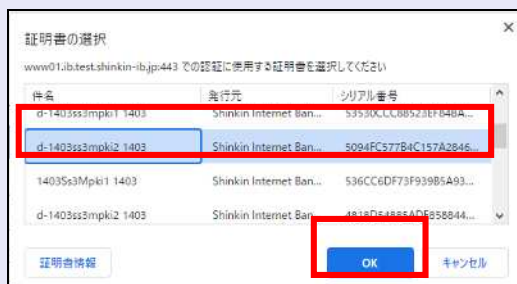 証明書の選択
www01.ib.test.shinkin-ib.jp:443 での認証に使用する証明書を選択してください
件名 発行元 シリアル番号
d-1403ss3mpki1 1403 Shinkin Internet Ban... 53530CCC88523EF84BA...
d-1403ss3mpki2 1403 Shinkin Internet Ban... 5094FC577B4C157A2846...
1403Ss3Mpki1 1403 Shinkin Internet Ban... 536CC6DF73F939B5A93...
d-1403ss3mpki2 1403 Shinkin Internet Ban... 4818D54885ADF858844...
証明書情報 OK キャンセル